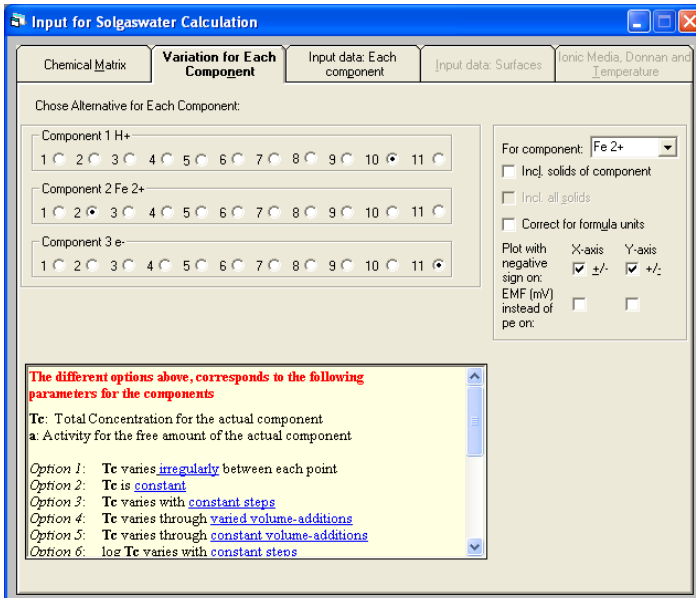 Input for Solgaswater Calculation
Chemical Matrix
Variation for Each Component
Input data: Each component
Input data: Surfaces
Ionic Media, Donnan and Temperature
Chose Alternative for Each Component:
Component 1 H+
1 2 3 4 5 6 7 8 9 10 11
Component 2 Fe 2+
1 2 3 4 5 6 7 8 9 10 11
Component 3 e-
1 2 3 4 5 6 7 8 9 10 11
For component: Fe 2+
Incl. solids of component
Incl. all solids
Correct for formula units
Plot with negative sign on:
X-axis Y-axis
+/- +/-
EMF (mV) instead of pe on:
The different options above, corresponds to the following
parameters for the components
Tc: Total Concentration for the actual component
a: Activity for the free amount of the actual component
Option 1: Tc varies irregularly between each point
Option 2: Tc is constant
Option 3: Tc varies with constant steps
Option 4: Tc varies through varied volume-additions
Option 5: Tc varies through constant volume-additions
Option 6: log Tc varies with constant steps